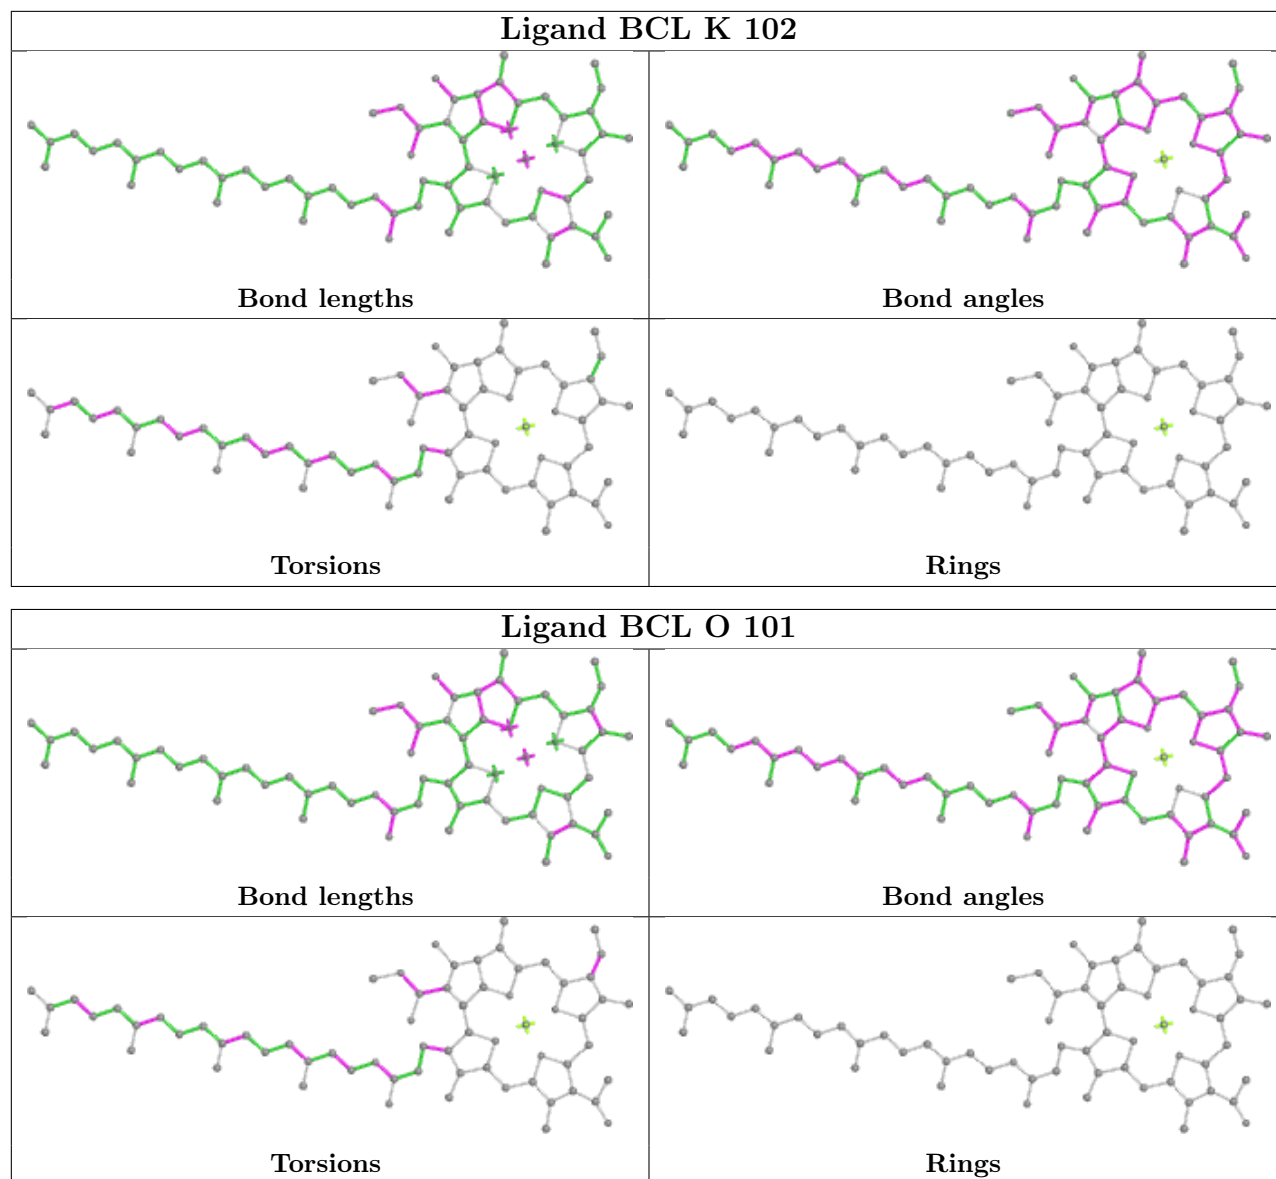 Ligand BCL K 102
Bond lengths
Bond angles
Torsions
Rings
Ligand BCL O 101
Bond lengths
Bond angles
Torsions
Rings